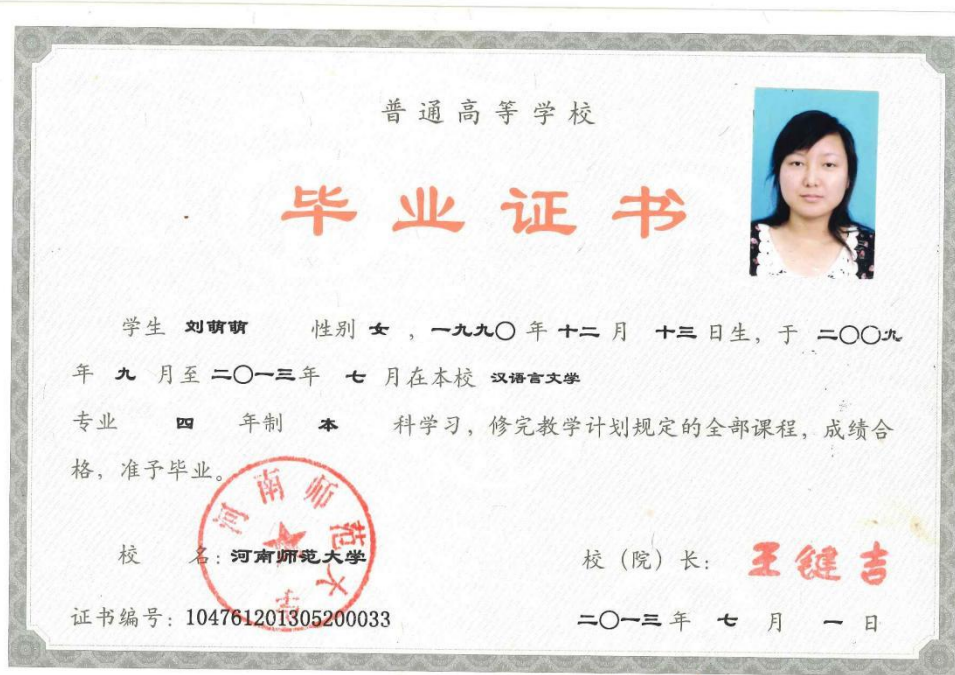 普通高等学校
毕业证书
学生 刘萌萌 性别 女 ，一九九〇 年 十二 月 十三 日生，于 二〇〇九
年 九 月至 二〇一三年 七 月在本校 汉语言文学
专业 四 年制 本 科学习，修完教学计划规定的全部课程，成绩合
格，准予毕业。
河南师范大学
校 名：河南师范大学 校（院）长：王键吉
证书编号：104761201305200033 二〇一三年 七 月 一 日